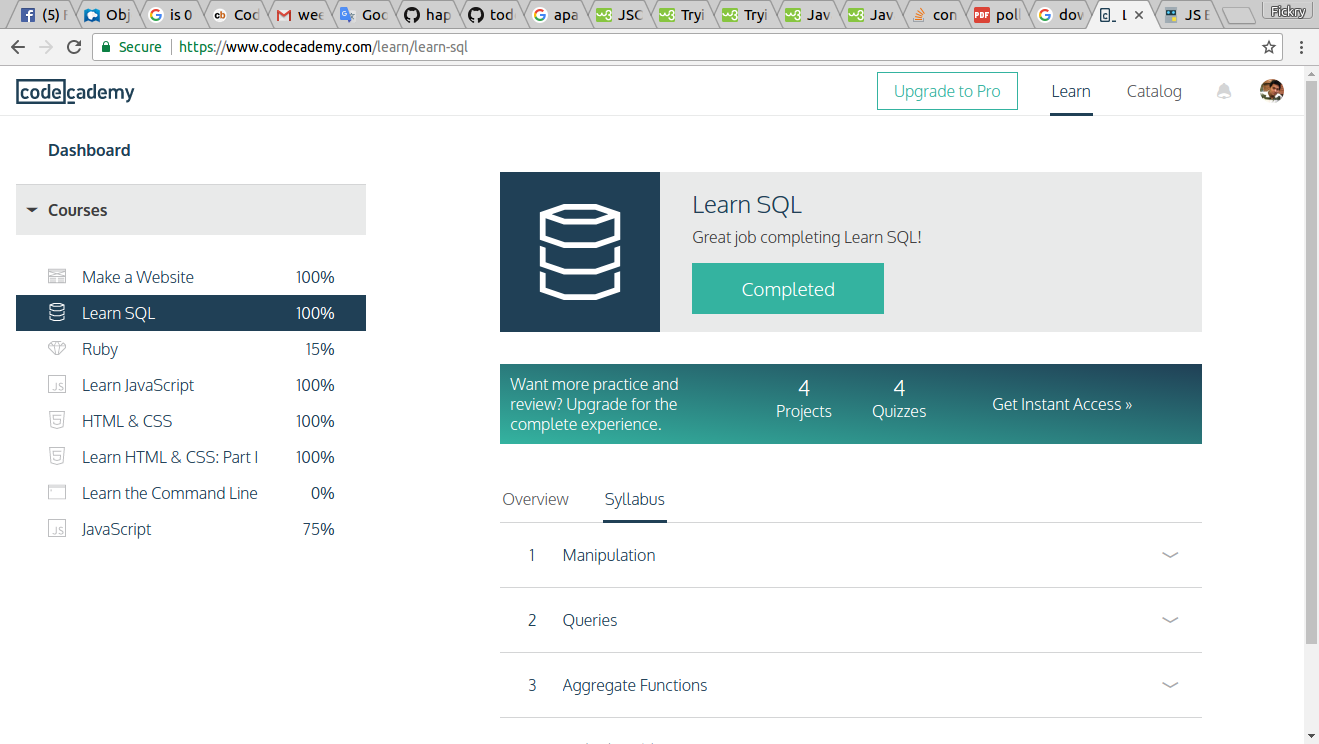 (5) F
Obj
is 0
Cod
wee
Goo
hap
tod
apa
JSC
Tryi
Tryi
Jav
Jav
con
poll
dov
L
JS E
Fickry
Secure
https://www.codecademy.com/learn/learn-sql
codecademy
Upgrade to Pro
Learn
Catalog
Dashboard
Courses
Make a Website 100%
Learn SQL 100%
Ruby 15%
Learn JavaScript 100%
HTML & CSS 100%
Learn HTML & CSS: Part I 100%
Learn the Command Line 0%
JavaScript 75%
Learn SQL
Great job completing Learn SQL!
Completed
Want more practice and
review? Upgrade for the
complete experience.
4
Projects
4
Quizzes
Get Instant Access »
Overview
Syllabus
1 Manipulation
2 Queries
3 Aggregate Functions